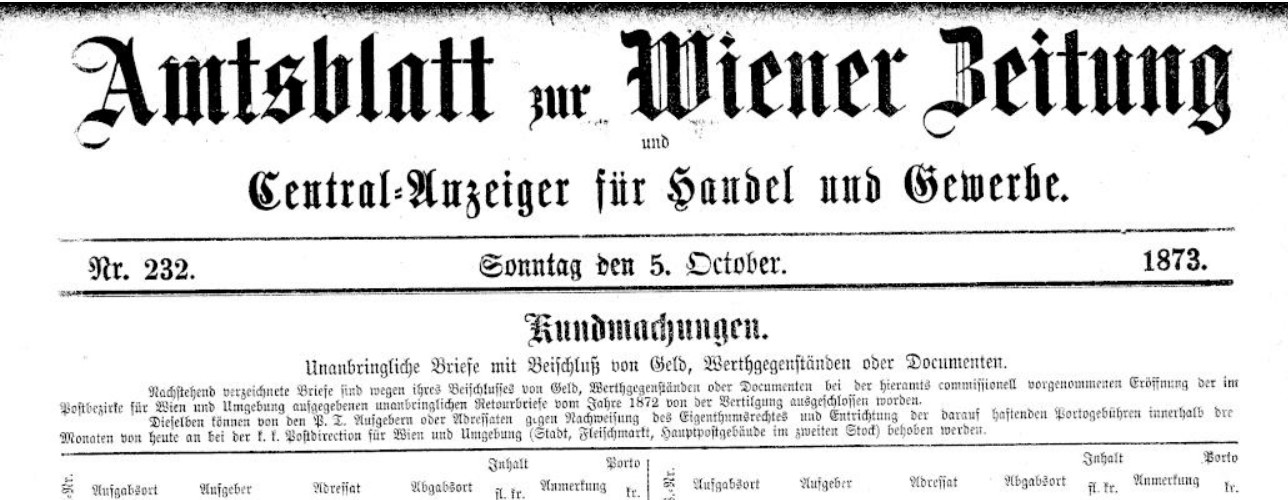 Amtsblatt zur Wiener Zeitung
und
Central-Anzeiger für Handel und Gewerbe.
Nr. 232. Sonntag den 5. October. 1873.
Kundmachungen.
Unanbringliche Briefe mit Beischluß von Geld, Werthgegenständen oder Documenten.
Nachstehend verzeichnete Briefe sind wegen ihres Beischlusses von Geld, Werthgegenständen oder Documenten bei der hieramts commissionell vorgenommenen Eröffnung der im
Postbezirke für Wien und Umgebung aufgegebenen unanbringlichen Retourbriefe vom Jahre 1872 von der Vertilgung ausgeschlossen worden.
Dieselben können von den P. T. Aufgebern oder Adressaten gegen Nachweisung des Eigenthumsrechtes und Entrichtung der darauf haftenden Portogebühren innerhalb dre
Monaten von heute an bei der k. k. Postdirection für Wien und Umgebung (Stadt, Fleischmarkt, Hauptpostgebäude im zweiten Stock) behoben werden.
Inhalt Porto Inhalt Porto
-Nr. Aufgabsort Aufgeber Adressat Abgabsort fl. kr. Anmerkung kr. -Nr. Aufgabsort Aufgeber Adressat Abgabsort fl. kr. Anmerkung kr.